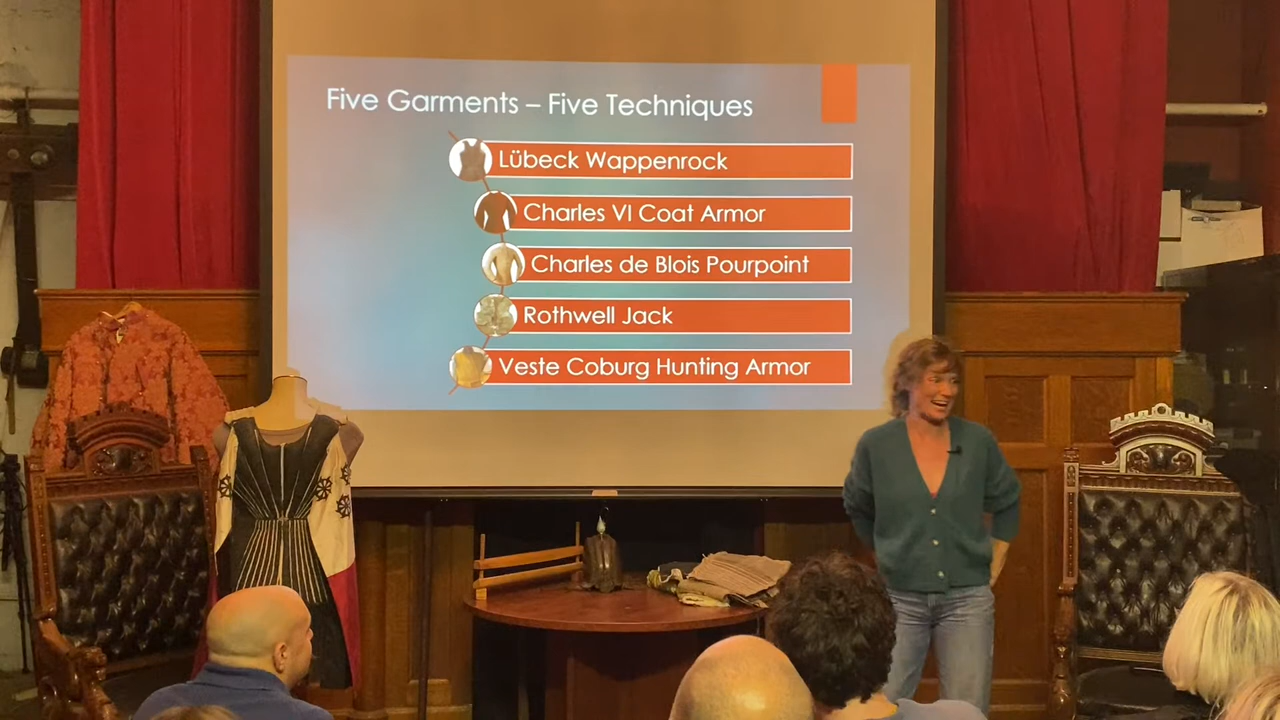 Five Garments – Five Techniques
Lübeck Wappenrock
Charles VI Coat Armor
Charles de Blois Pourpoint
Rothwell Jack
Veste Coburg Hunting Armor